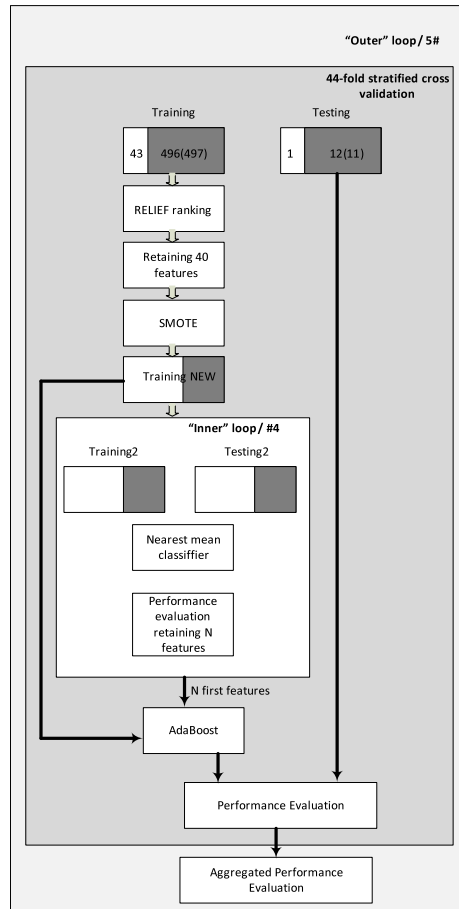 "Outer" loop / 5#
44-fold stratified cross
validation
Training
Testing
43
496(497)
1
12(11)
RELIEF ranking
Retaining 40
features
SMOTE
Training NEW
"Inner" loop / #4
Training2
Testing2
Nearest mean
classiffier
Performance
evaluation
retaining N
features
N first features
AdaBoost
Performance Evaluation
Aggregated Performance
Evaluation